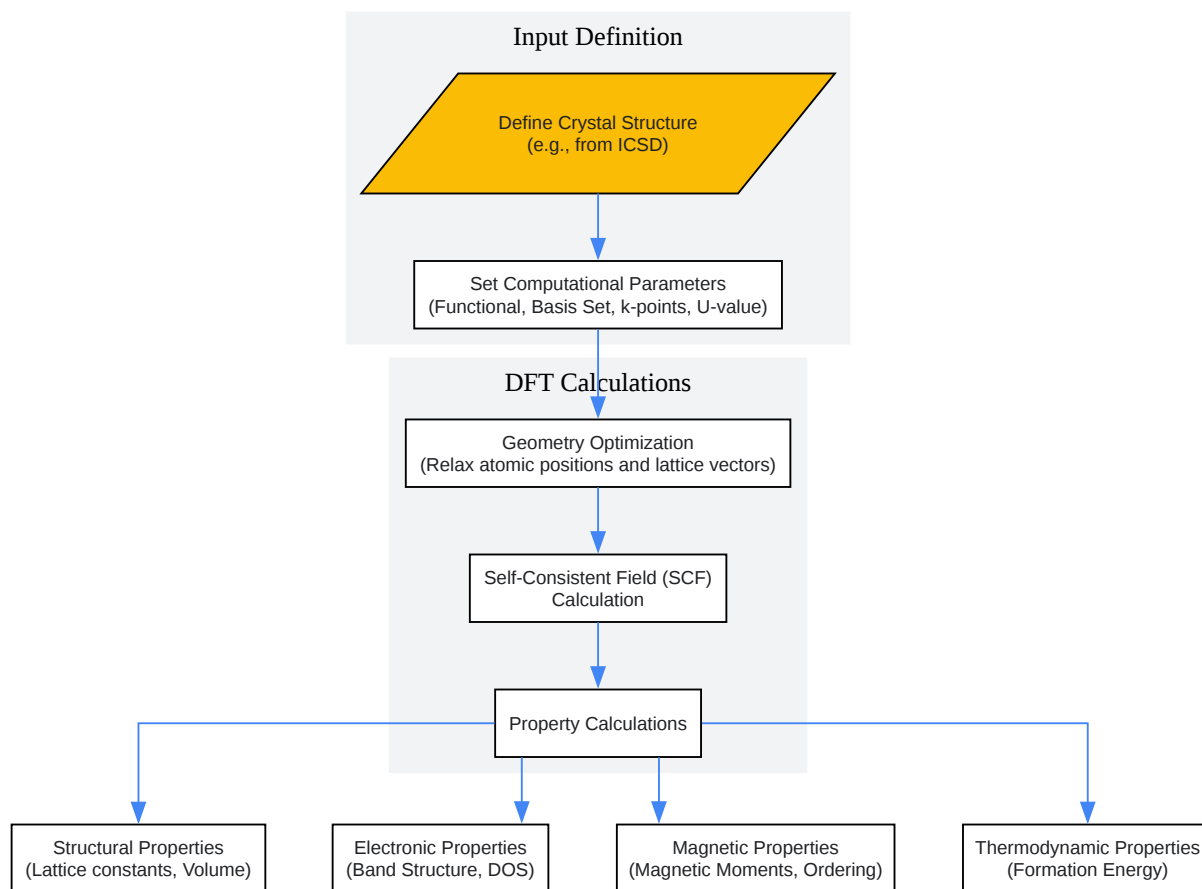 Input Definition
Define Crystal Structure
(e.g., from ICSD)
Set Computational Parameters
(Functional, Basis Set, k-points, U-value)
DFT Calculations
Geometry Optimization
(Relax atomic positions and lattice vectors)
Self-Consistent Field (SCF)
Calculation
Property Calculations
Structural Properties
(Lattice constants, Volume)
Electronic Properties
(Band Structure, DOS)
Magnetic Properties
(Magnetic Moments, Ordering)
Thermodynamic Properties
(Formation Energy)